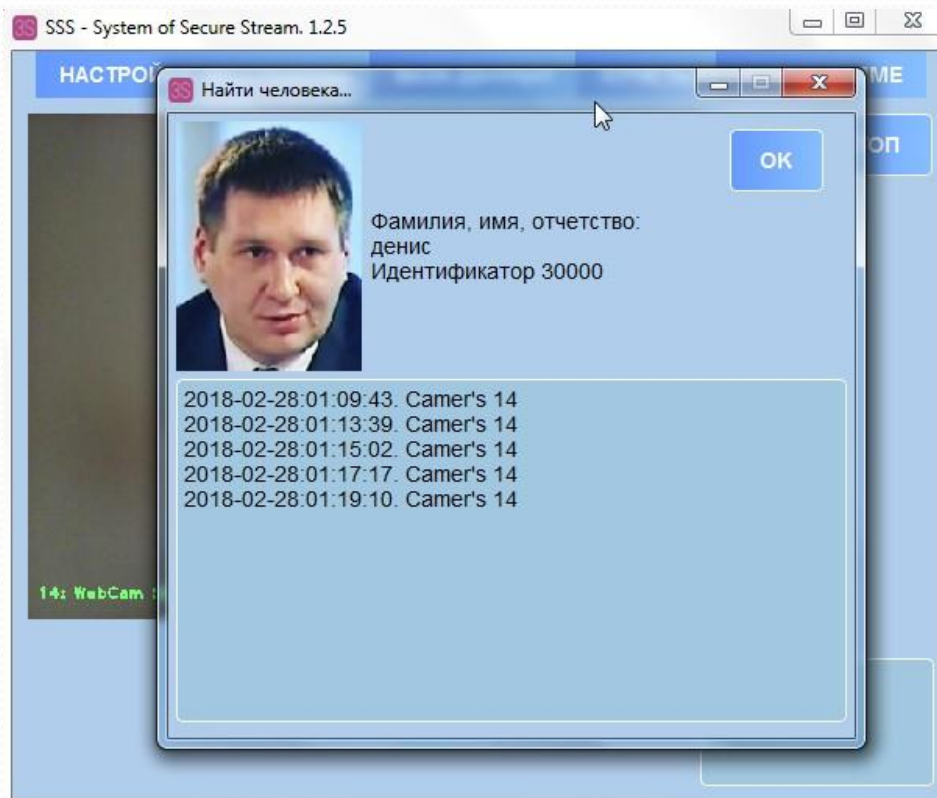 SSS - System of Secure Stream. 1.2.5
Найти человека...
OK
Фамилия, имя, отчетство:
денис
Идентификатор 30000
2018-02-28:01:09:43. Camer's 14
2018-02-28:01:13:39. Camer's 14
2018-02-28:01:15:02. Camer's 14
2018-02-28:01:17:17. Camer's 14
2018-02-28:01:19:10. Camer's 14
14: WebCam